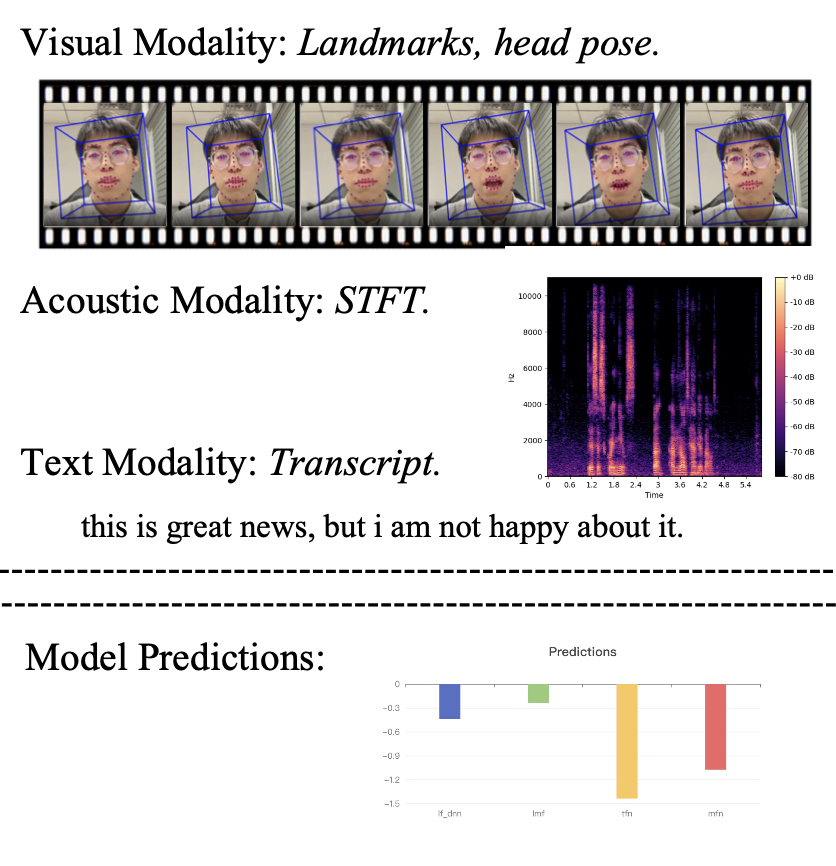 Visual Modality: Landmarks, head pose.
Acoustic Modality: STFT.
10000
8000
6000
4000
2000
0
Hz
0 0.6 1.2 1.8 2.4 3 3.6 4.2 4.8 5.4
Time
+0 dB
-10 dB
-20 dB
-30 dB
-40 dB
-50 dB
-60 dB
-70 dB
-80 dB
Text Modality: Transcript.
this is great news, but i am not happy about it.
Model Predictions:
Predictions
0
-0.3
-0.6
-0.9
-1.2
-1.5
lf_dnn lmf tfn mfn